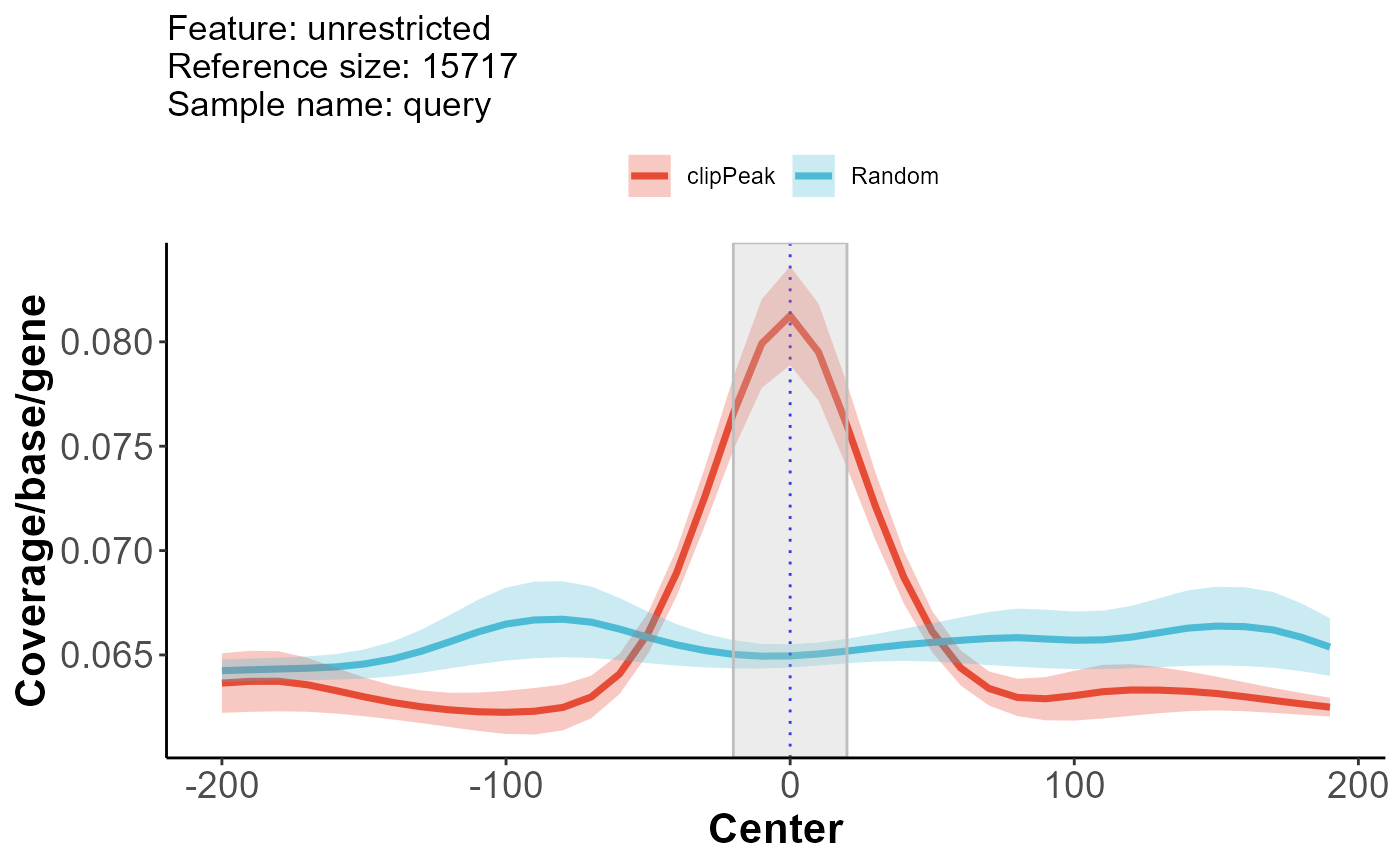 Feature: unrestricted
Reference size: 15717
Sample name: query
clipPeak
Random
Coverage/base/gene
0.080
0.075
0.070
0.065
-200
-100
0
100
200
Center